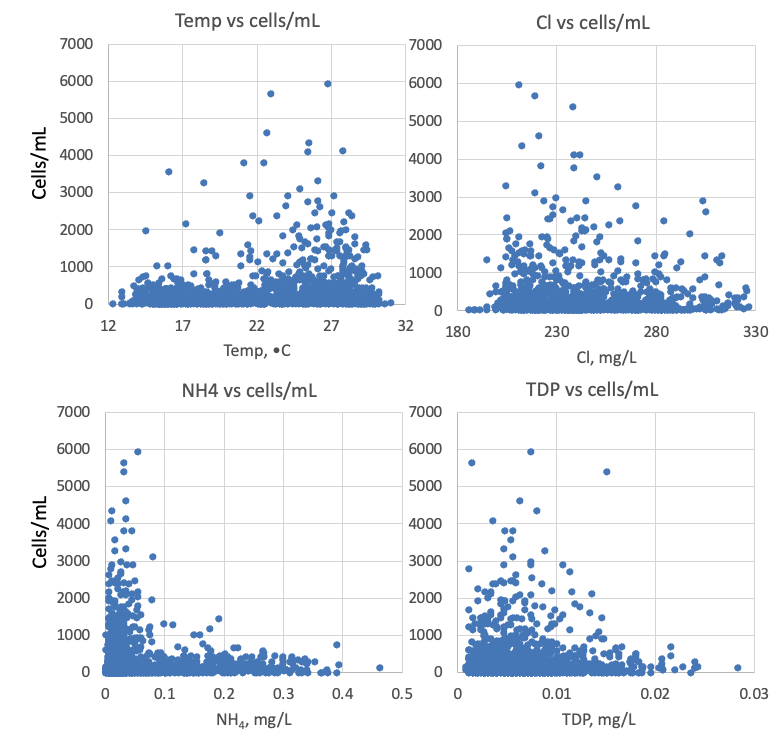 Temp vs cells/mL
Cl vs cells/mL
7000
6000
5000
4000
3000
2000
1000
0
Cells/mL
12 17 22 27 32
Temp, •C
7000
6000
5000
4000
3000
2000
1000
0
180 230 280 330
Cl, mg/L
NH4 vs cells/mL
TDP vs cells/mL
7000
6000
5000
4000
3000
2000
1000
0
Cells/mL
0 0.1 0.2 0.3 0.4 0.5
NH₄, mg/L
7000
6000
5000
4000
3000
2000
1000
0
0 0.01 0.02 0.03
TDP, mg/L